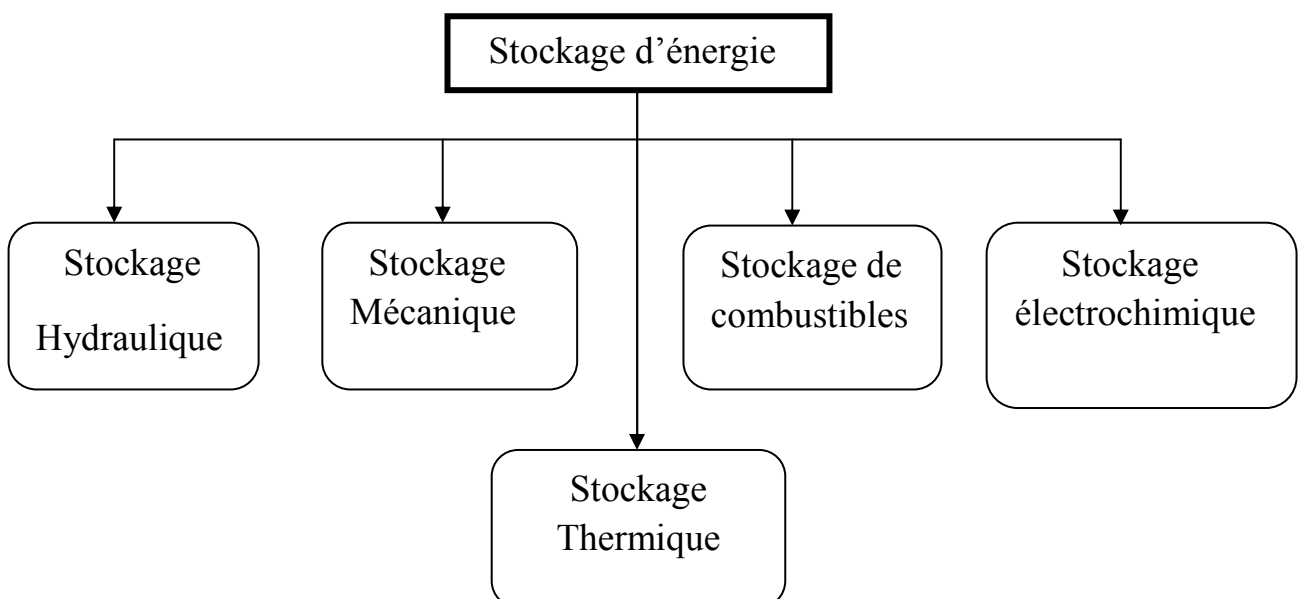 Stockage d’énergie
Stockage
Hydraulique
Stockage
Mécanique
Stockage de
combustibles
Stockage
électrochimique
Stockage
Thermique